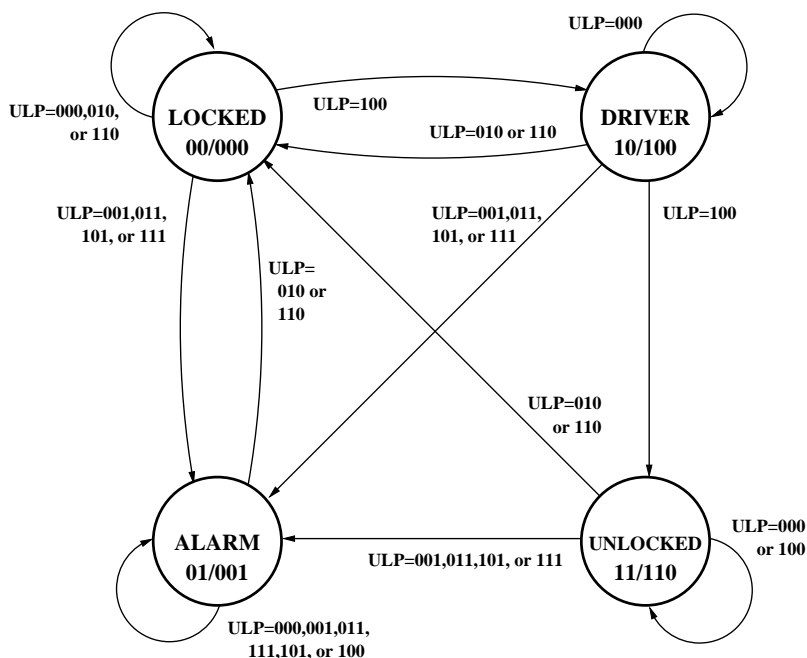 ULP=000
ULP=000,010,
or 110
LOCKED
00/000
ULP=100
ULP=010 or 110
DRIVER
10/100
ULP=001,011,
101, or 111
ULP=
010 or
110
ULP=001,011,
101, or 111
ULP=100
ULP=010
or 110
ALARM
01/001
ULP=001,011,101, or 111
UNLOCKED
11/110
ULP=000
or 100
ULP=000,001,011,
111,101, or 100